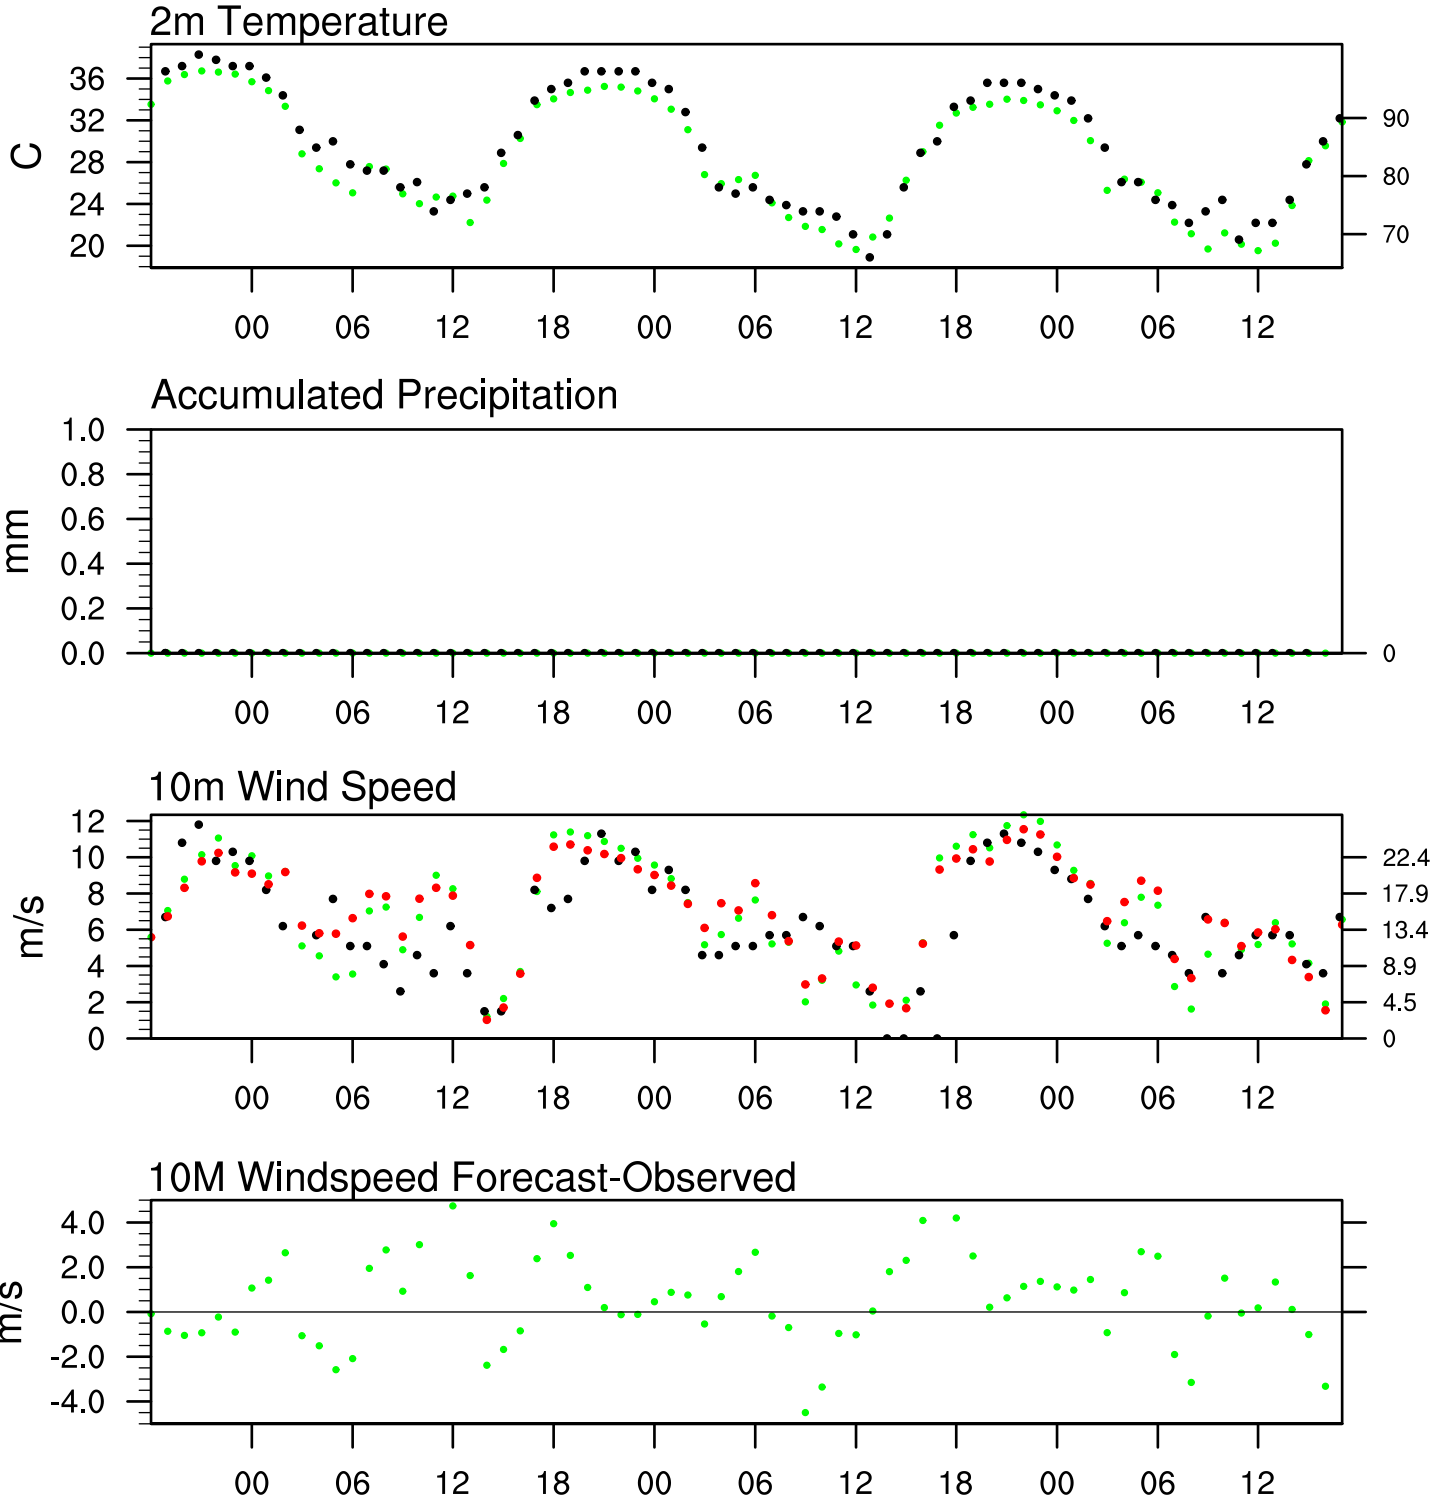 2m Temperature
36
32
28
24
20
C
90
80
70
00 06 12 18 00 06 12 18 00 06 12
Accumulated Precipitation
1.0
0.8
0.6
0.4
0.2
0.0
mm
0
00 06 12 18 00 06 12 18 00 06 12
10m Wind Speed
12
10
8
6
4
2
0
m/s
22.4
17.9
13.4
8.9
4.5
0
00 06 12 18 00 06 12 18 00 06 12
10M Windspeed Forecast-Observed
4.0
2.0
0.0
-2.0
-4.0
m/s
00 06 12 18 00 06 12 18 00 06 12